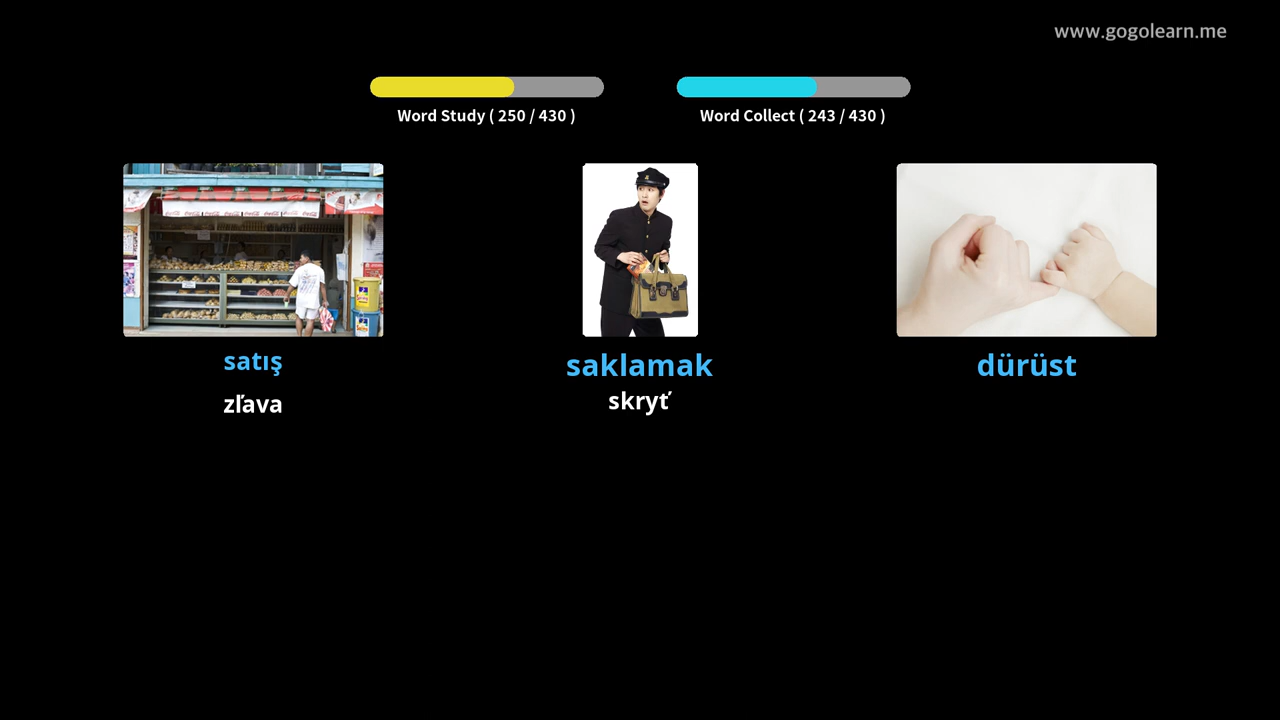 www.gogolearn.me
Word Study ( 250 / 430 )
Word Collect ( 243 / 430 )
satış
saklamak
dürüst
zľava
skryť